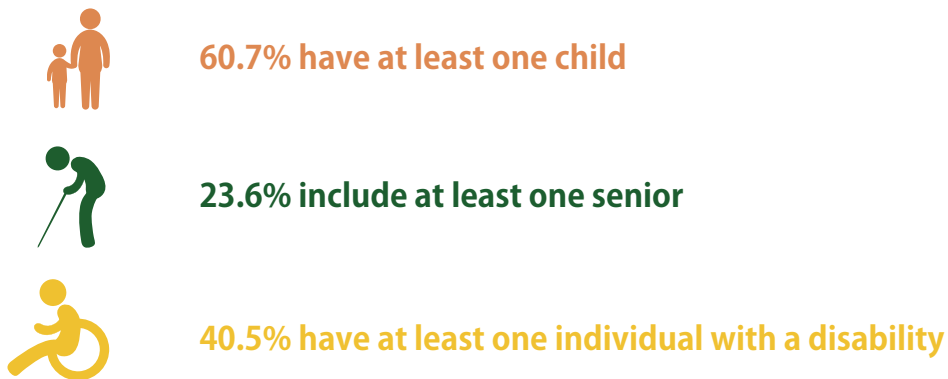 60.7% have at least one child
23.6% include at least one senior
40.5% have at least one individual with a disability